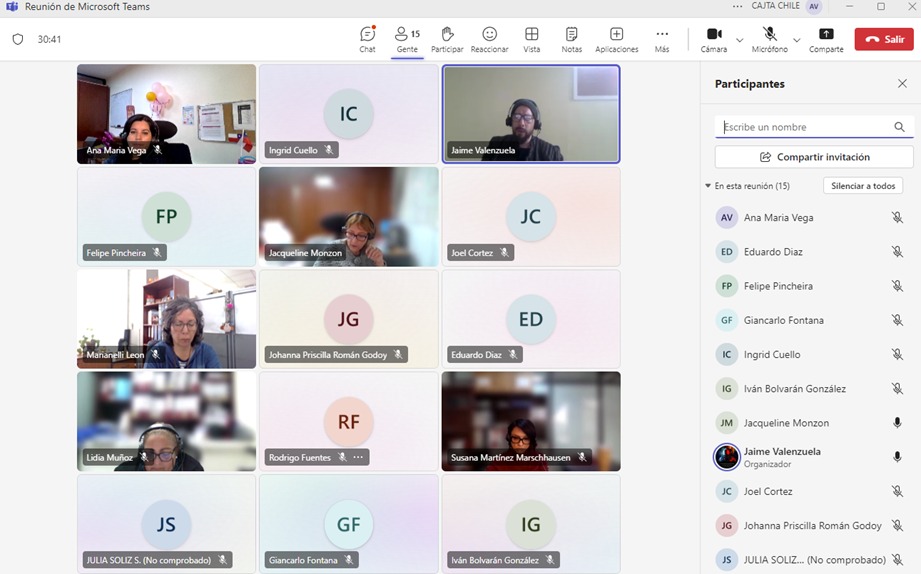 Reunión de Microsoft Teams
CAJTA CHILE AV
30:41
15
Chat Gente Participar Reaccionar Vista Notas Aplicaciones Más Cámara Micrófono Comparte Salir
Ana Maria Vega
IC
Ingrid Cuello
Jaime Valenzuela
FP
Felipe Pincheira
Jacqueline Monzon
JC
Joel Cortez
Marianelli Leon
JG
Johanna Priscilla Román Godoy
ED
Eduardo Diaz
Lidia Muñoz
RF
Rodrigo Fuentes
Susana Martínez Marschhausen
JS
JULIA SOLIZ S. (No comprobado)
GF
Giancarlo Fontana
IG
Iván Bolvarán González
Participantes
Escribe un nombre
Compartir invitación
En esta reunión (15) Silenciar a todos
AV Ana Maria Vega
ED Eduardo Diaz
FP Felipe Pincheira
GF Giancarlo Fontana
IC Ingrid Cuello
IG Iván Bolvarán González
JM Jacqueline Monzon
Jaime Valenzuela
Organizador
JC Joel Cortez
JG Johanna Priscilla Román Godoy
JS JULIA SOLIZ... (No comprobado)